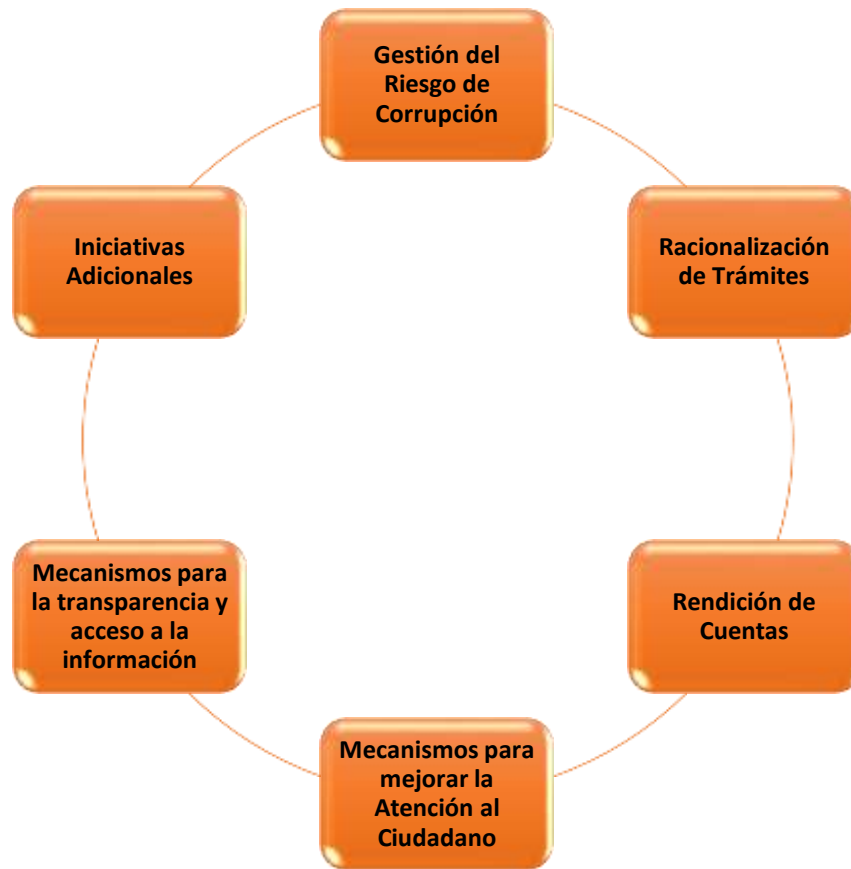 Gestión del
Riesgo de
Corrupción
Racionalización
de Trámites
Rendición de
Cuentas
Mecanismos para
mejorar la
Atención al
Ciudadano
Mecanismos para
la transparencia y
acceso a la
información
Iniciativas
Adicionales